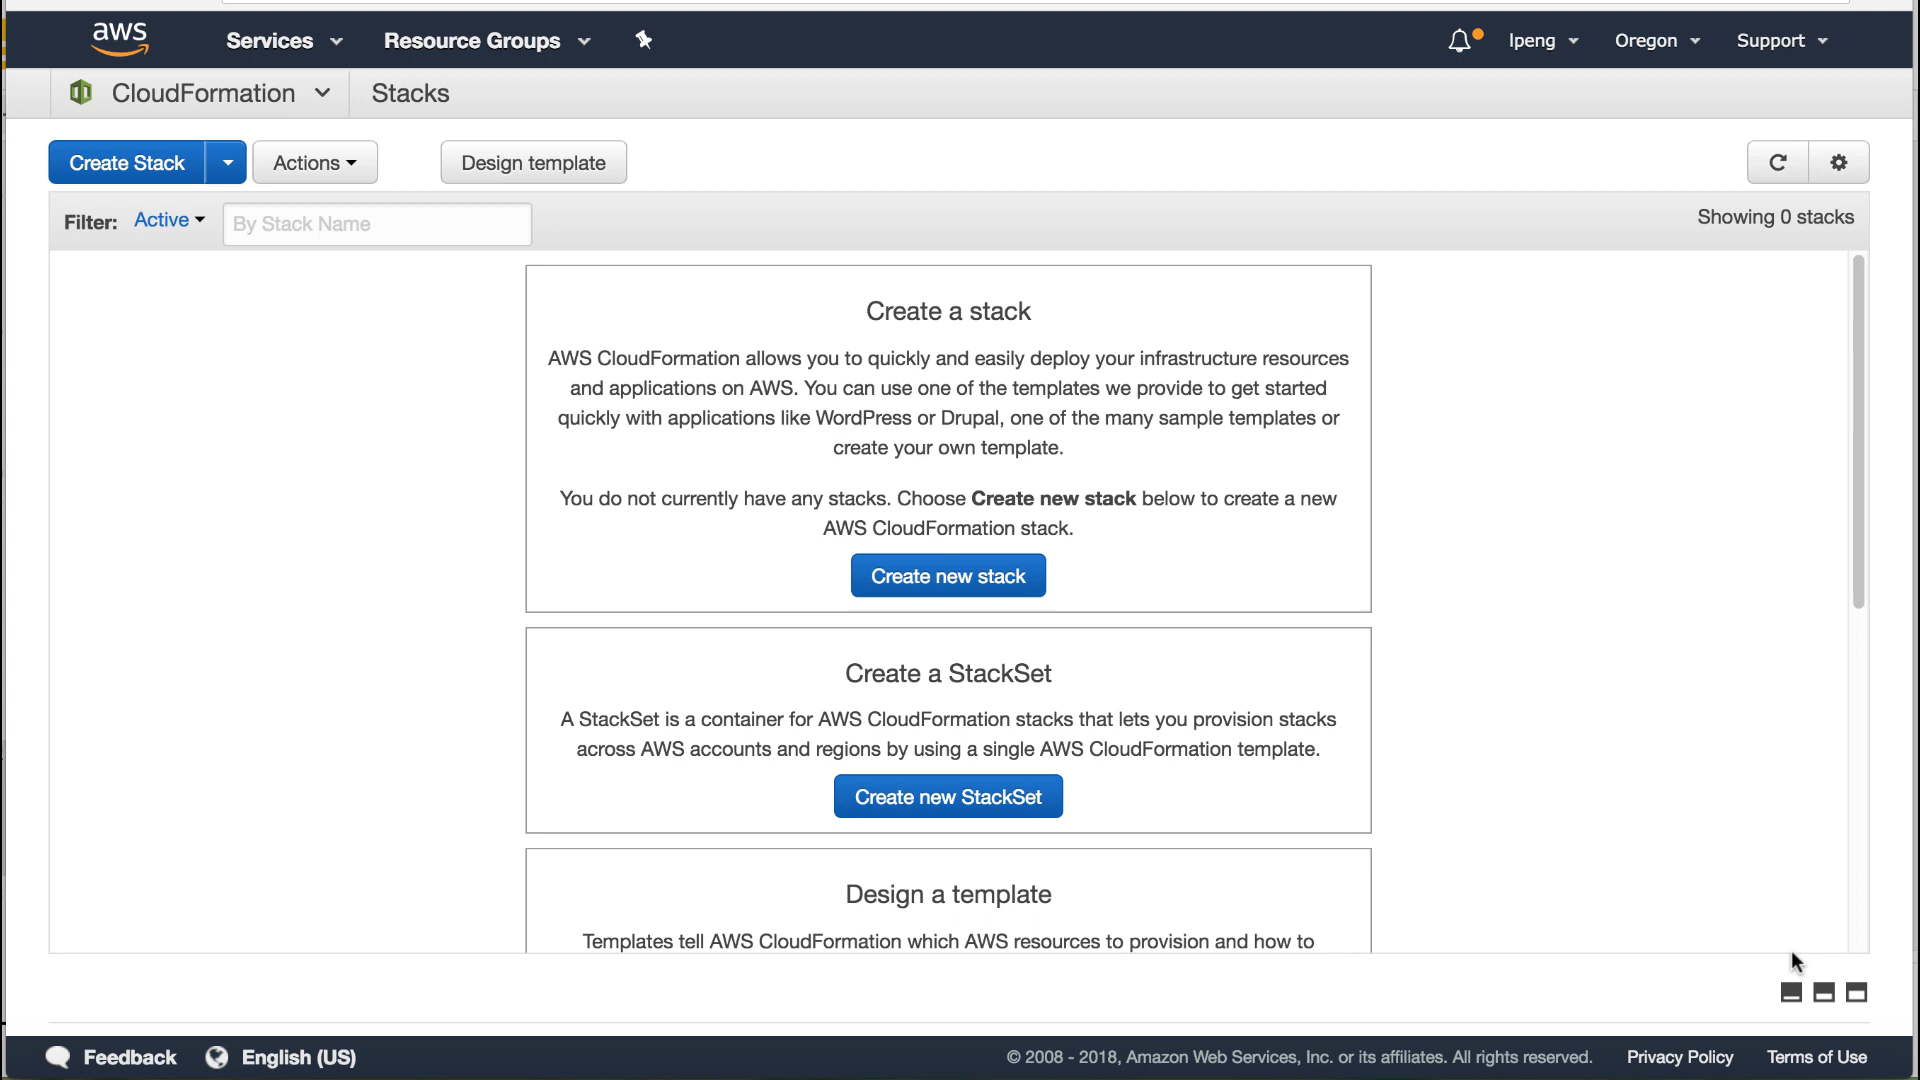 aws
Services
Resource Groups
Ipeng
Oregon
Support
CloudFormation
Stacks
Create Stack
Actions
Design template
Filter:
Active
By Stack Name
Showing 0 stacks
Create a stack
AWS CloudFormation allows you to quickly and easily deploy your infrastructure resources
and applications on AWS. You can use one of the templates we provide to get started
quickly with applications like WordPress or Drupal, one of the many sample templates or
create your own template.
You do not currently have any stacks. Choose Create new stack below to create a new
AWS CloudFormation stack.
Create new stack
Create a StackSet
A StackSet is a container for AWS CloudFormation stacks that lets you provision stacks
across AWS accounts and regions by using a single AWS CloudFormation template.
Create new StackSet
Design a template
Templates tell AWS CloudFormation which AWS resources to provision and how to
Feedback
English (US)
© 2008 - 2018, Amazon Web Services, Inc. or its affiliates. All rights reserved.
Privacy Policy
Terms of Use